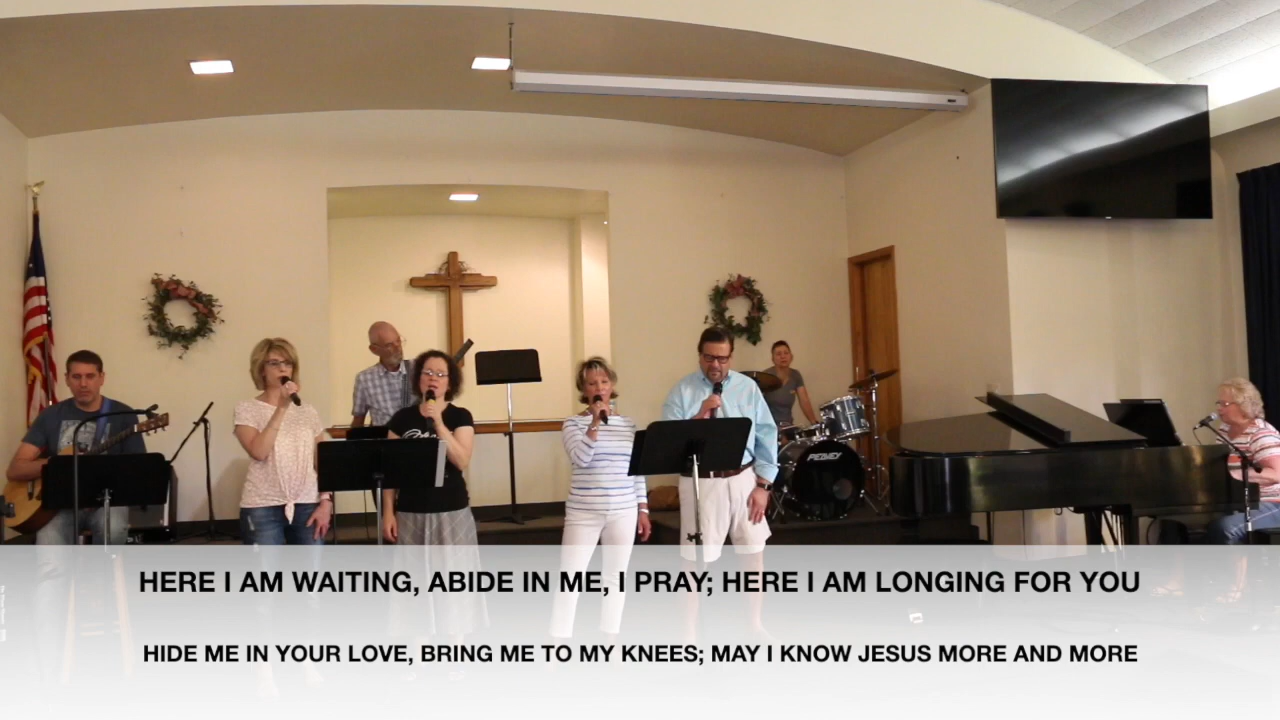 PEAVEY
HERE I AM WAITING, ABIDE IN ME, I PRAY; HERE I AM LONGING FOR YOU
HIDE ME IN YOUR LOVE, BRING ME TO MY KNEES; MAY I KNOW JESUS MORE AND MORE